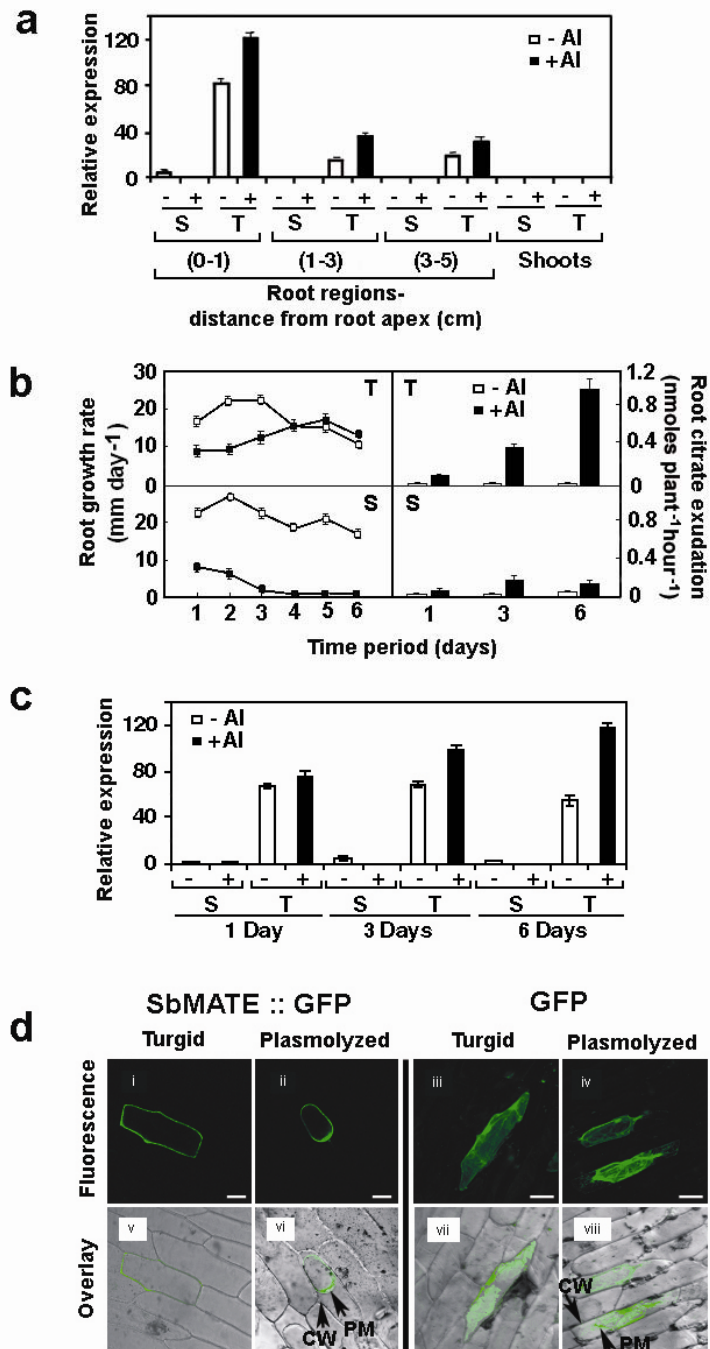 a
Relative expression
120
80
40
0
- Al
+Al
- + - + - + - + - + - + - + - +
S T S T S T S T
(0-1) (1-3) (3-5) Shoots
Root regions-
distance from root apex (cm)
b
Root growth rate
(mm day-1)
30
20
10
0
T
20
10
0
S
1 2 3 4 5 6
T
- Al
+Al
1.2
0.8
0.4
0
S
0.8
0.4
0
1 3 6
Root citrate exudation
(nmoles plant-1hour-1)
Time period (days)
c
Relative expression
120
80
40
0
- Al
+Al
- + - + - + - + - + - +
S T S T S T
1 Day 3 Days 6 Days
d
SbMATE :: GFP GFP
Turgid Plasmolyzed Turgid Plasmolyzed
Fluorescence
i ii iii iv
Overlay
v vi vii viii
CW PM
CW
PM